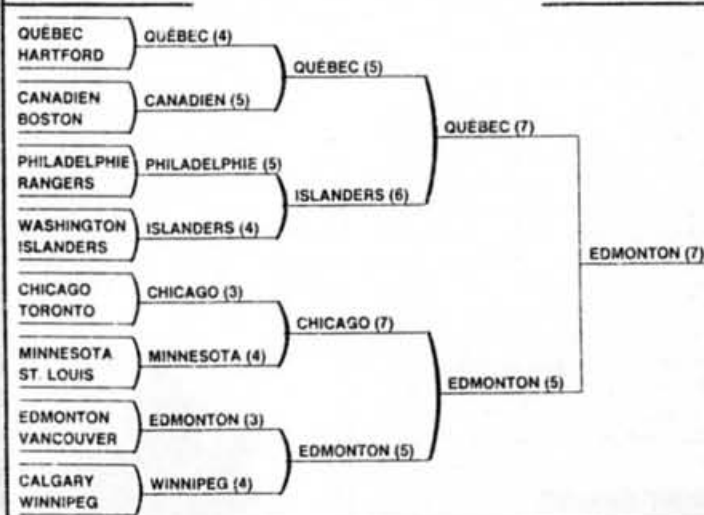 QUÉBEC
HARTFORD
QUÉBEC (4)
QUÉBEC (5)
CANADIEN
BOSTON
CANADIEN (5)
QUÉBEC (7)
PHILADELPHIE
RANGERS
PHILADELPHIE (5)
ISLANDERS (6)
WASHINGTON
ISLANDERS
ISLANDERS (4)
EDMONTON (7)
CHICAGO
TORONTO
CHICAGO (3)
CHICAGO (7)
MINNESOTA
ST. LOUIS
MINNESOTA (4)
EDMONTON (5)
EDMONTON
VANCOUVER
EDMONTON (3)
EDMONTON (5)
CALGARY
WINNIPEG
WINNIPEG (4)